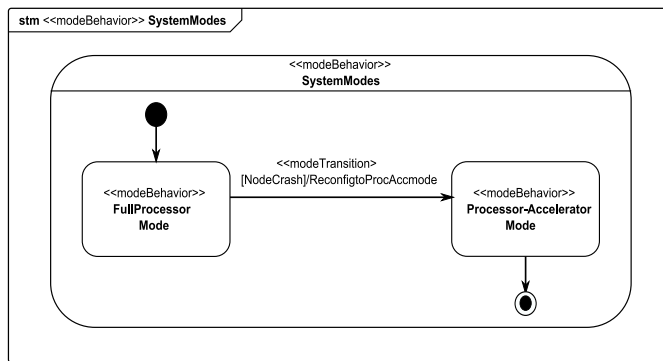 stm <<modeBehavior>> SystemModes
<<modeBehavior>>
SystemModes
<<modeTransition>
[NodeCrash]/ReconfigtoProcAccmode
<<modeBehavior>>
FullProcessor
Mode
<<modeBehavior>>
Processor-Accelerator
Mode